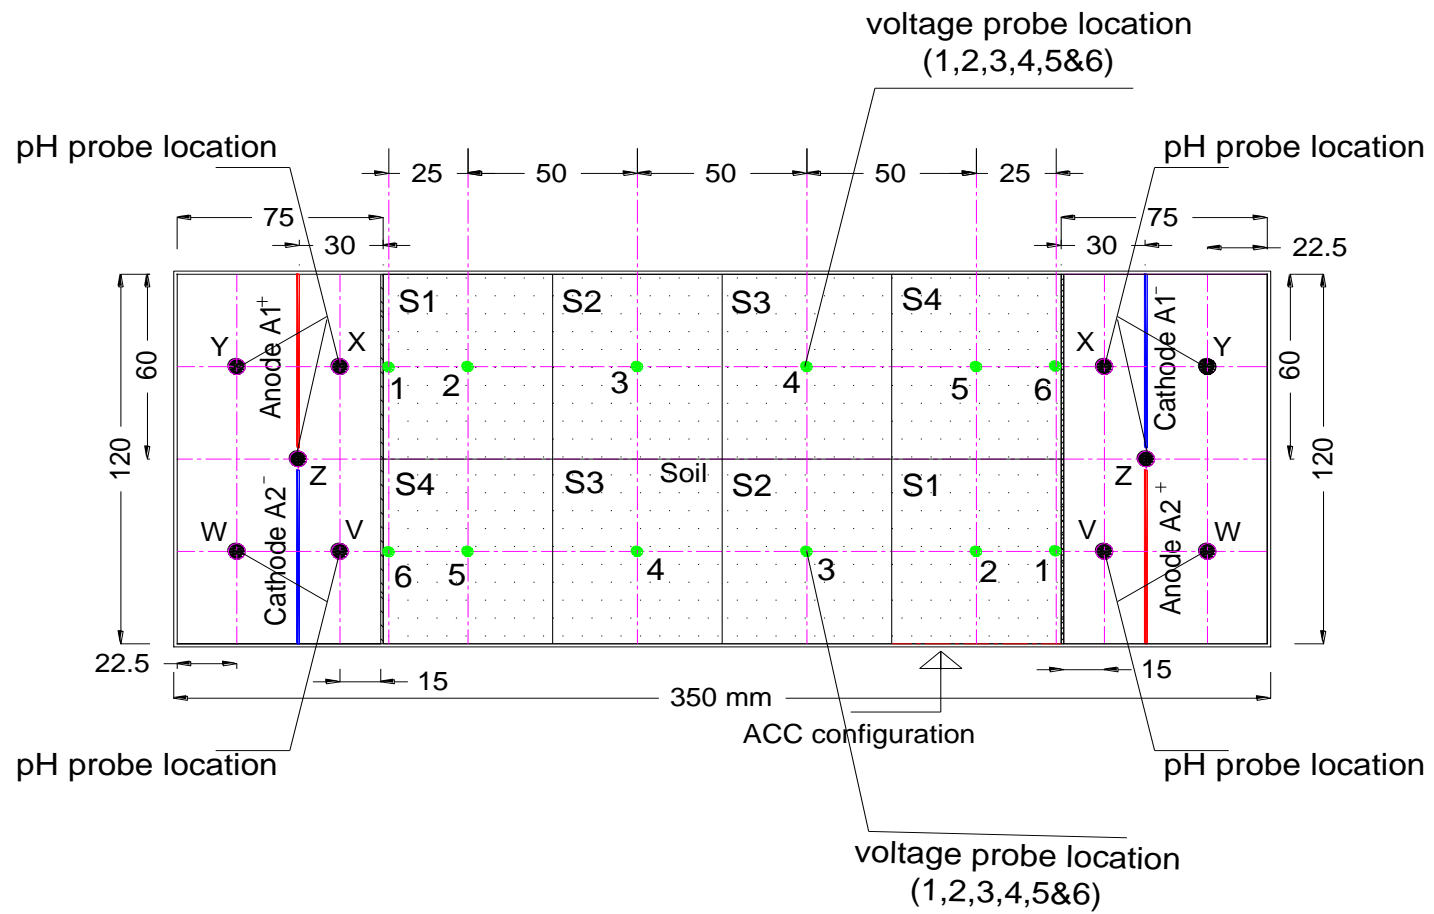 voltage probe location
(1,2,3,4,5&6)
pH probe location
pH probe location
25
50
50
50
25
75
75
30
30
22.5
S1
S2
S3
S4
Anode A1+
Cathode A1-
Y
X
X
Y
60
60
1
2
3
4
5
6
120
120
Z
Soil
Z
S4
S3
S2
S1
Cathode A2-
Anode A2+
W
V
V
W
6
5
4
3
2
1
22.5
15
15
350 mm
ACC configuration
pH probe location
pH probe location
voltage probe location
(1,2,3,4,5&6)